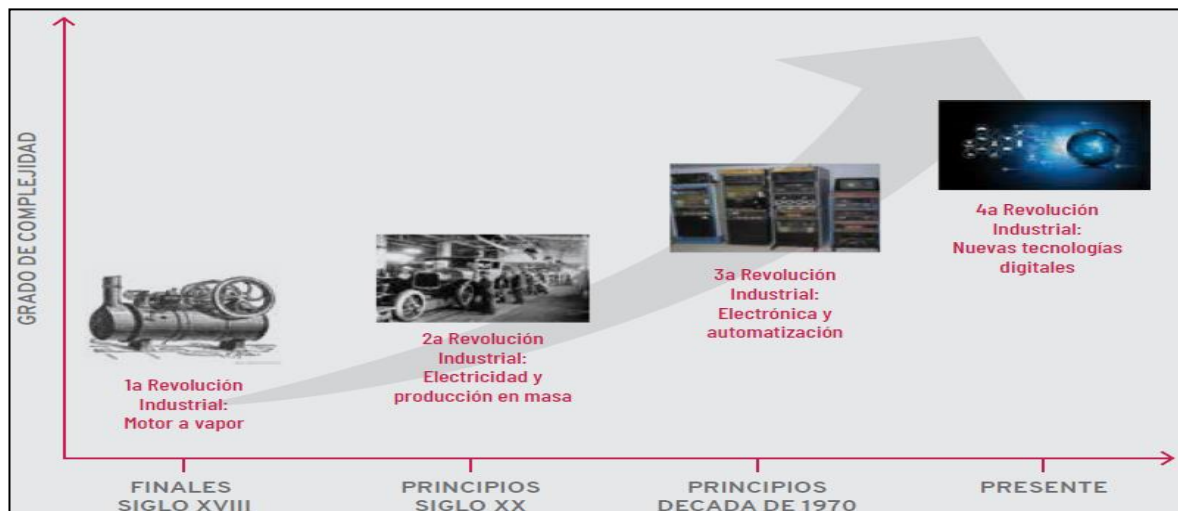 GRADO DE COMPLEJIDAD
1a Revolución
Industrial:
Motor a vapor
2a Revolución
Industrial:
Electricidad y
producción en masa
3a Revolución
Industrial:
Electrónica y
automatización
4a Revolución
Industrial:
Nuevas tecnologías
digitales
FINALES
SIGLO XVIII
PRINCIPIOS
SIGLO XX
PRINCIPIOS
DECADA DE 1970
PRESENTE